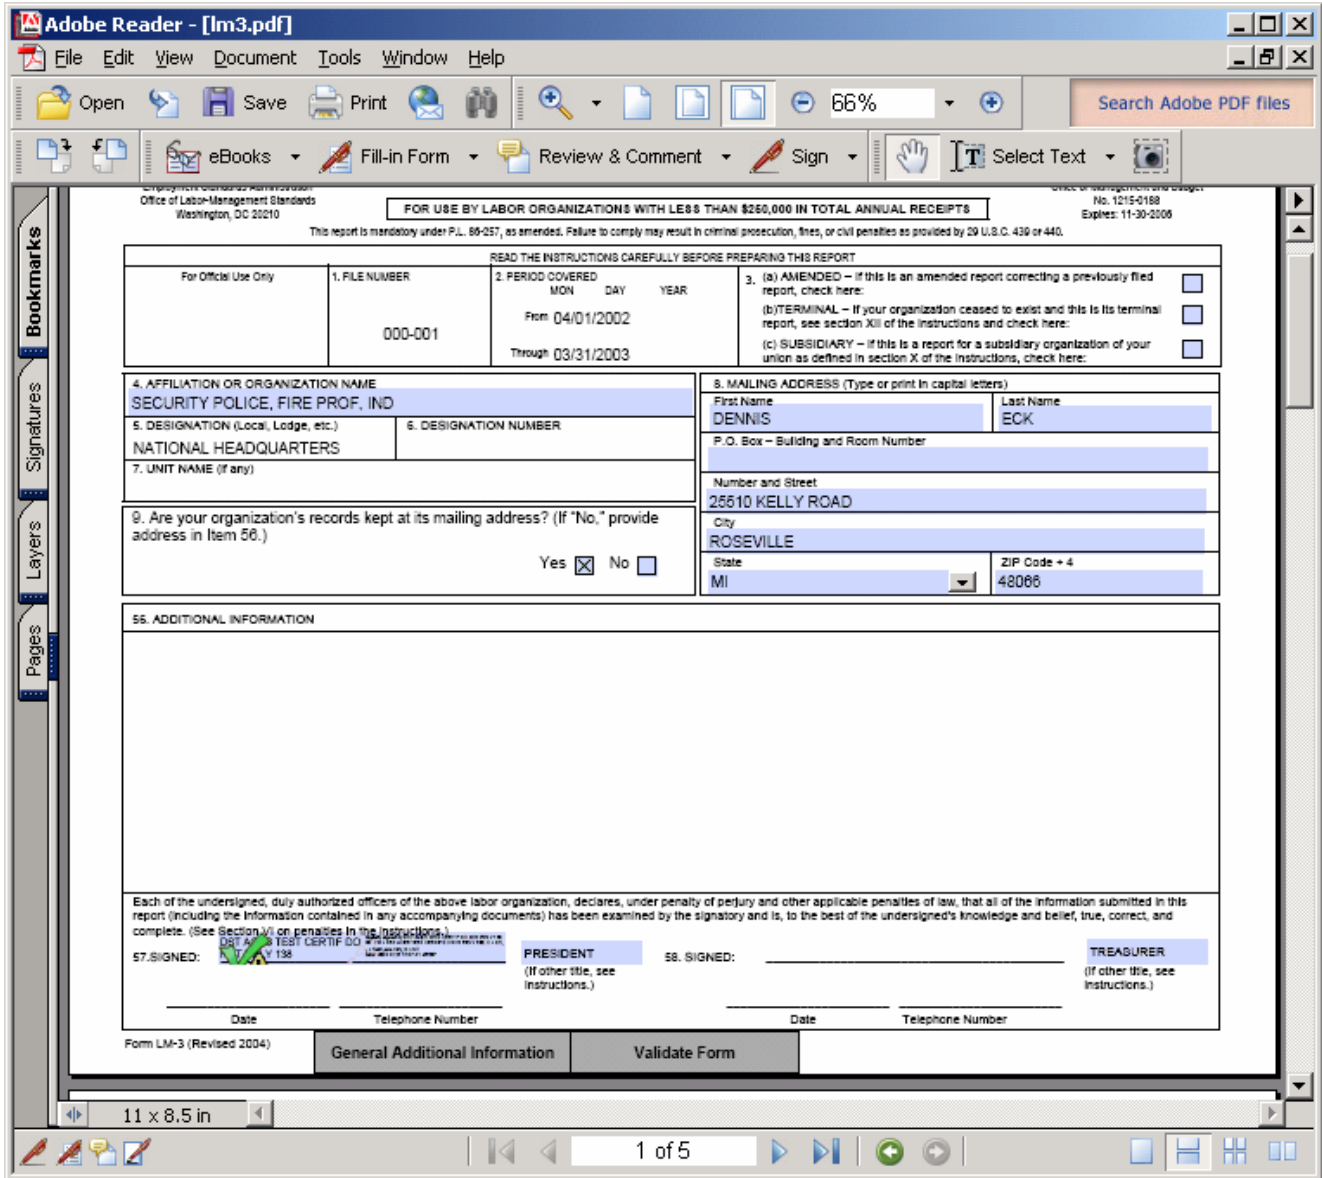 Adobe Reader - [lm3.pdf]
File Edit View Document Tools Window Help
Open Save Print 66% Search Adobe PDF files
eBooks Fill-in Form Review & Comment Sign Select Text
Bookmarks
Signatures
Layers
Pages
Employment Standards Administration
Office of Labor-Management Standards
Washington, DC 20210
FOR USE BY LABOR ORGANIZATIONS WITH LESS THAN $250,000 IN TOTAL ANNUAL RECEIPTS
Office of Management and Budget
No. 1215-0188
Expires: 11-30-2006
This report is mandatory under P.L. 86-257, as amended. Failure to comply may result in criminal prosecution, fines, or civil penalties as provided by 29 U.S.C. 439 or 440.
READ THE INSTRUCTIONS CAREFULLY BEFORE PREPARING THIS REPORT
For Official Use Only
1. FILE NUMBER
000-001
2. PERIOD COVERED
MON DAY YEAR
From 04/01/2002
Through 03/31/2003
3. (a) AMENDED – If this is an amended report correcting a previously filed
report, check here:
(b)TERMINAL – If your organization ceased to exist and this is its terminal
report, see section XII of the instructions and check here:
(c) SUBSIDIARY – If this is a report for a subsidiary organization of your
union as defined in section X of the instructions, check here:
4. AFFILIATION OR ORGANIZATION NAME
SECURITY POLICE, FIRE PROF, IND
5. DESIGNATION (Local, Lodge, etc.)
NATIONAL HEADQUARTERS
6. DESIGNATION NUMBER
7. UNIT NAME (if any)
8. MAILING ADDRESS (Type or print in capital letters)
First Name Last Name
DENNIS ECK
P.O. Box – Building and Room Number
Number and Street
25510 KELLY ROAD
City
ROSEVILLE
State ZIP Code + 4
MI 48066
9. Are your organization's records kept at its mailing address? (If "No," provide
address in Item 56.)
Yes No
56. ADDITIONAL INFORMATION
Each of the undersigned, duly authorized officers of the above labor organization, declares, under penalty of perjury and other applicable penalties of law, that all of the information submitted in this
report (including the information contained in any accompanying documents) has been examined by the signatory and is, to the best of the undersigned's knowledge and belief, true, correct, and
complete. (See Section VI on penalties in the instructions.)
TEST CERTIF DO
138
57.SIGNED:
PRESIDENT
(If other title, see
instructions.)
58. SIGNED:
TREASURER
(If other title, see
instructions.)
Date Telephone Number Date Telephone Number
Form LM-3 (Revised 2004)
General Additional Information Validate Form
11 x 8.5 in
1 of 5